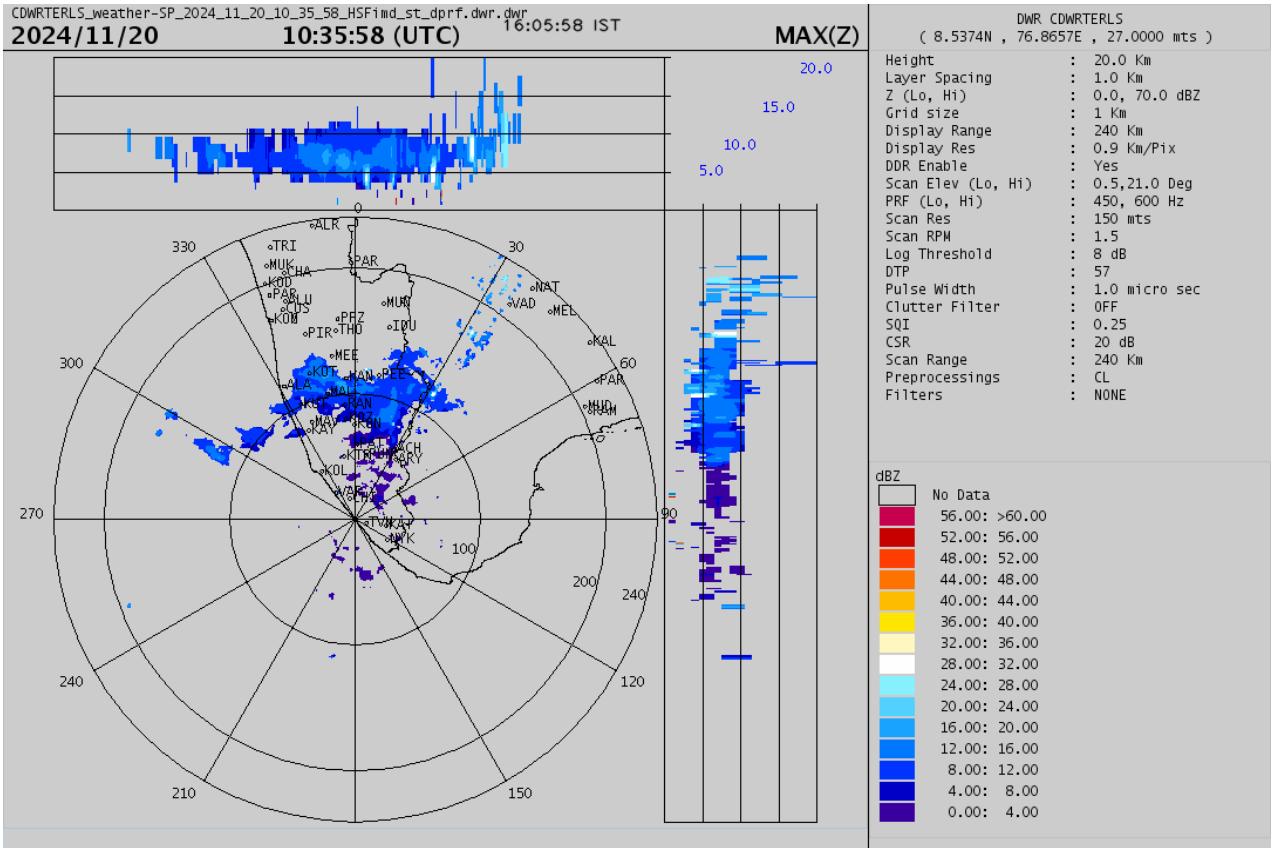 CDWRTERLS_weather-SP_2024_11_20_10_35_58_HSFimd_st_dprf.dwr.dwr
2024/11/20 10:35:58 (UTC) 16:05:58 IST MAX(Z)
20.0
15.0
10.0
5.0
0
330
30
300
60
270
90
240
120
210
150
100
200
240
ALR
TRI
PAR
MUK
CHA
KOD
PAR
ALU
CUS
KOM
MUN
NAT
VAD
MEL
PFZ
PIR
THO
IDU
KAL
MEE
KUT
KAN
PEE
PAR
ALA
MAL
RAN
MUD
RAM
MAV
KAY
KON
PAT
ACH
KTR
PUN
ARY
KOL
VAR
TVM
KAT
NYK
DWR CDWRTERLS
( 8.5374N , 76.8657E , 27.0000 mts )
Height : 20.0 Km
Layer Spacing : 1.0 Km
Z (Lo, Hi) : 0.0, 70.0 dBZ
Grid size : 1 Km
Display Range : 240 Km
Display Res : 0.9 Km/Pix
DDR Enable : Yes
Scan Elev (Lo, Hi) : 0.5,21.0 Deg
PRF (Lo, Hi) : 450, 600 Hz
Scan Res : 150 mts
Scan RPM : 1.5
Log Threshold : 8 dB
DTP : 57
Pulse Width : 1.0 micro sec
Clutter Filter : OFF
SQI : 0.25
CSR : 20 dB
Scan Range : 240 Km
Preprocessings : CL
Filters : NONE
dBZ
No Data
56.00: >60.00
52.00: 56.00
48.00: 52.00
44.00: 48.00
40.00: 44.00
36.00: 40.00
32.00: 36.00
28.00: 32.00
24.00: 28.00
20.00: 24.00
16.00: 20.00
12.00: 16.00
8.00: 12.00
4.00: 8.00
0.00: 4.00